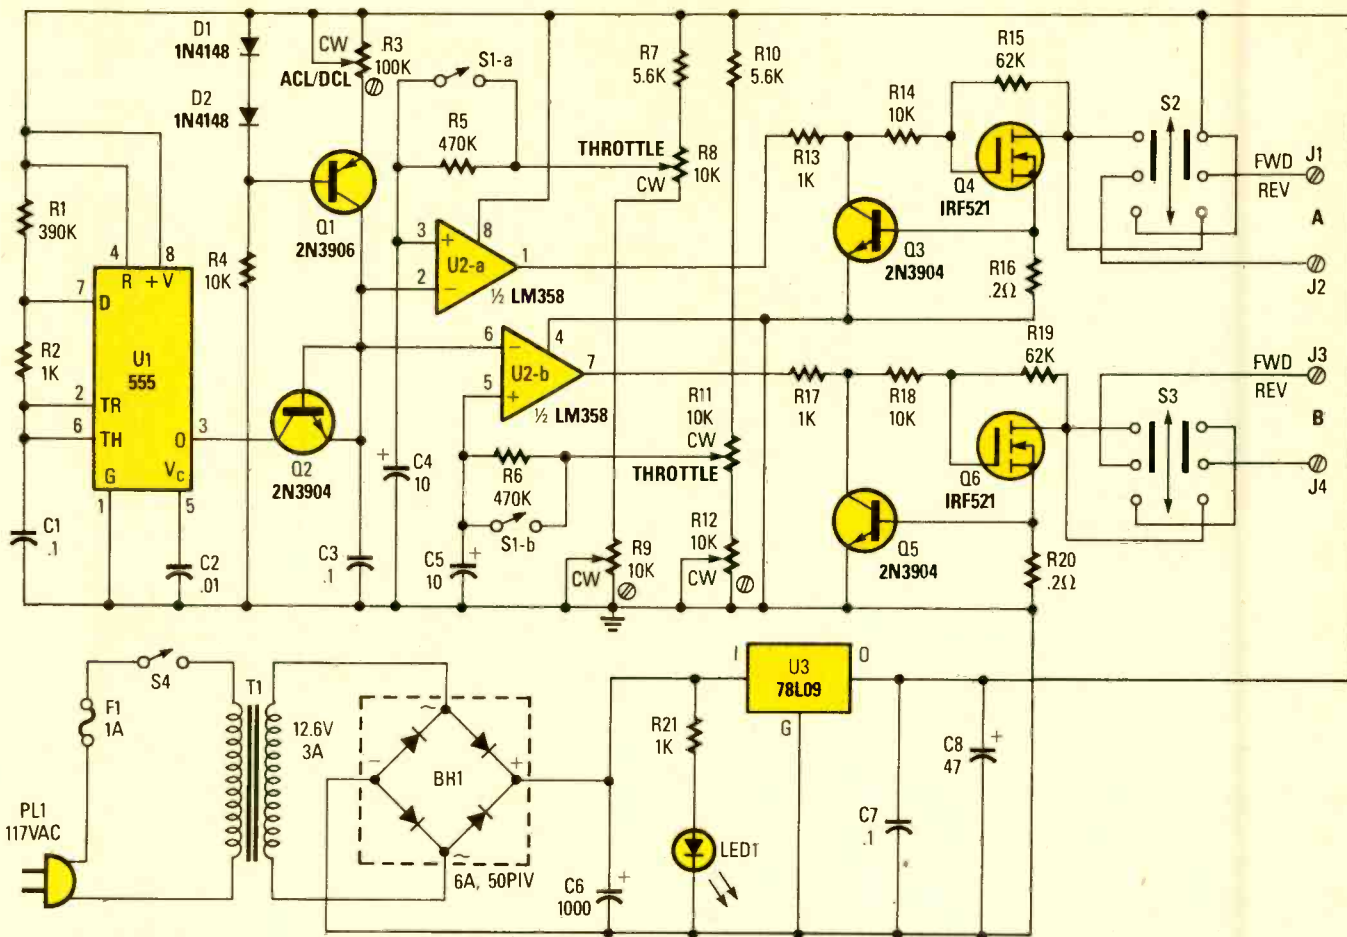 D1
1N4148
D2
1N4148
CW
ACL/DCL
R3
100K
S1-a
R5
470K
R7
5.6K
R10
5.6K
THROTTLE
R8
10K
CW
R13
1K
R14
10K
R15
62K
Q4
IRF521
S2
FWD
REV
J1
A
J2
R1
390K
R4
10K
Q1
2N3906
3
+
2
−
8
1
U2-a
½ LM358
Q3
2N3904
R16
.2Ω
4
8
R
+V
7
D
U1
555
R2
1K
2
TR
6
TH
O
3
G
VC
1
5
6
−
5
+
4
7
U2-b
½ LM358
R11
10K
CW
THROTTLE
R17
1K
R18
10K
R19
62K
Q6
IRF521
S3
FWD
REV
J3
B
J4
Q2
2N3904
C4
10
+
R6
470K
S1-b
C1
.1
C2
.01
C3
.1
+
C5
10
+
CW
R9
10K
R12
10K
CW
Q5
2N3904
R20
.2Ω
S4
F1
1A
T1
12.6V
3A
PL1
117VAC
~
−
+
BR1
~
6A, 50PIV
C6
1000
+
R21
1K
LED1
I
U3
78L09
O
G
C7
.1
C8
47
+